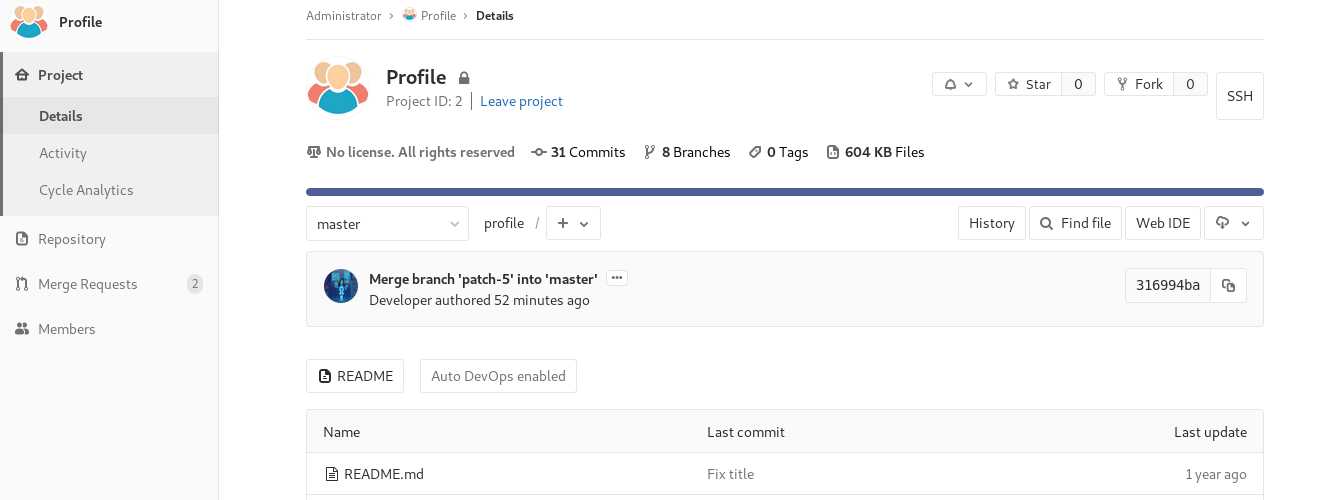 Profile
Project
Details
Activity
Cycle Analytics
Repository
Merge Requests 2
Members
Administrator › Profile › Details
Profile
Project ID: 2 | Leave project
Star 0 Fork 0 SSH
No license. All rights reserved 31 Commits 8 Branches 0 Tags 604 KB Files
master profile / + History Find file Web IDE
Merge branch 'patch-5' into 'master' ···
Developer authored 52 minutes ago
316994ba
README Auto DevOps enabled
Name Last commit Last update
README.md Fix title 1 year ago